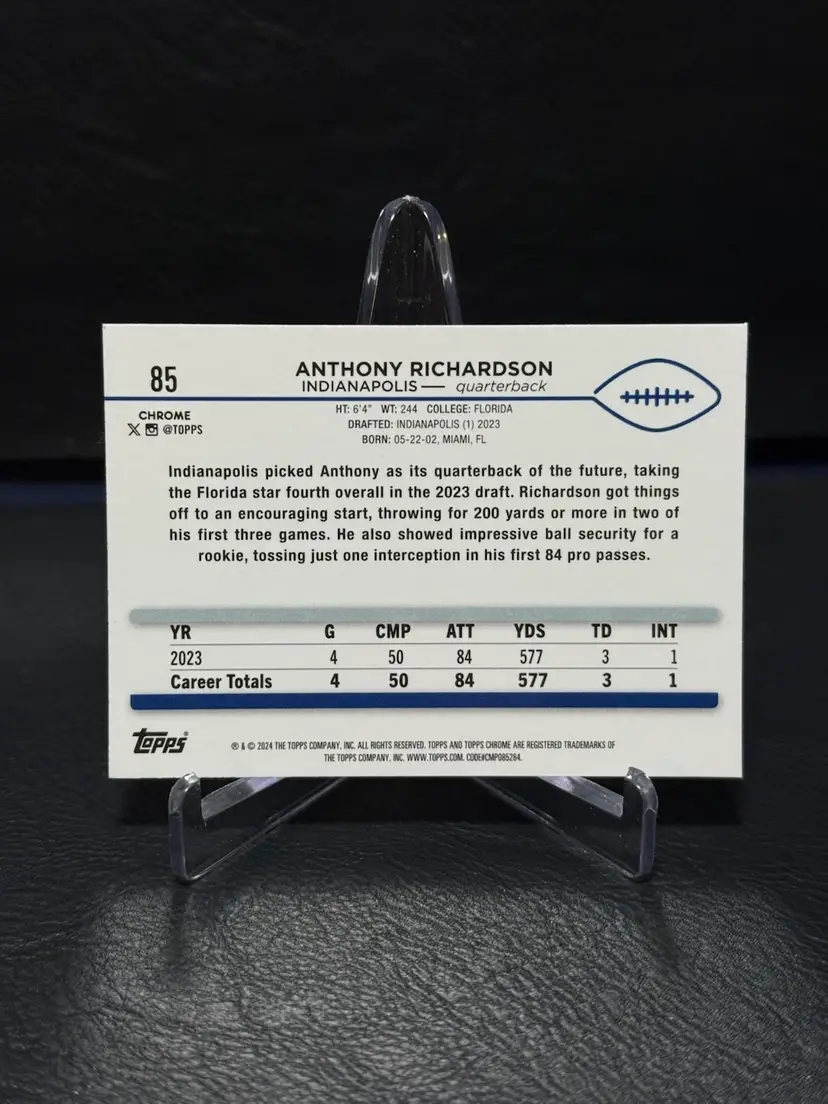 85
ANTHONY RICHARDSON
INDIANAPOLIS — quarterback
CHROME
X @TOPPS
HT: 6'4" WT: 244 COLLEGE: FLORIDA
DRAFTED: INDIANAPOLIS (1) 2023
BORN: 05-22-02, MIAMI, FL
Indianapolis picked Anthony as its quarterback of the future, taking
the Florida star fourth overall in the 2023 draft. Richardson got things
off to an encouraging start, throwing for 200 yards or more in two of
his first three games. He also showed impressive ball security for a
rookie, tossing just one interception in his first 84 pro passes.
YR G CMP ATT YDS TD INT
2023 4 50 84 577 3 1
Career Totals 4 50 84 577 3 1
Topps®
® & © 2024 THE TOPPS COMPANY, INC. ALL RIGHTS RESERVED. TOPPS AND TOPPS CHROME ARE REGISTERED TRADEMARKS OF
THE TOPPS COMPANY, INC. WWW.TOPPS.COM. CODE#CMP085264.